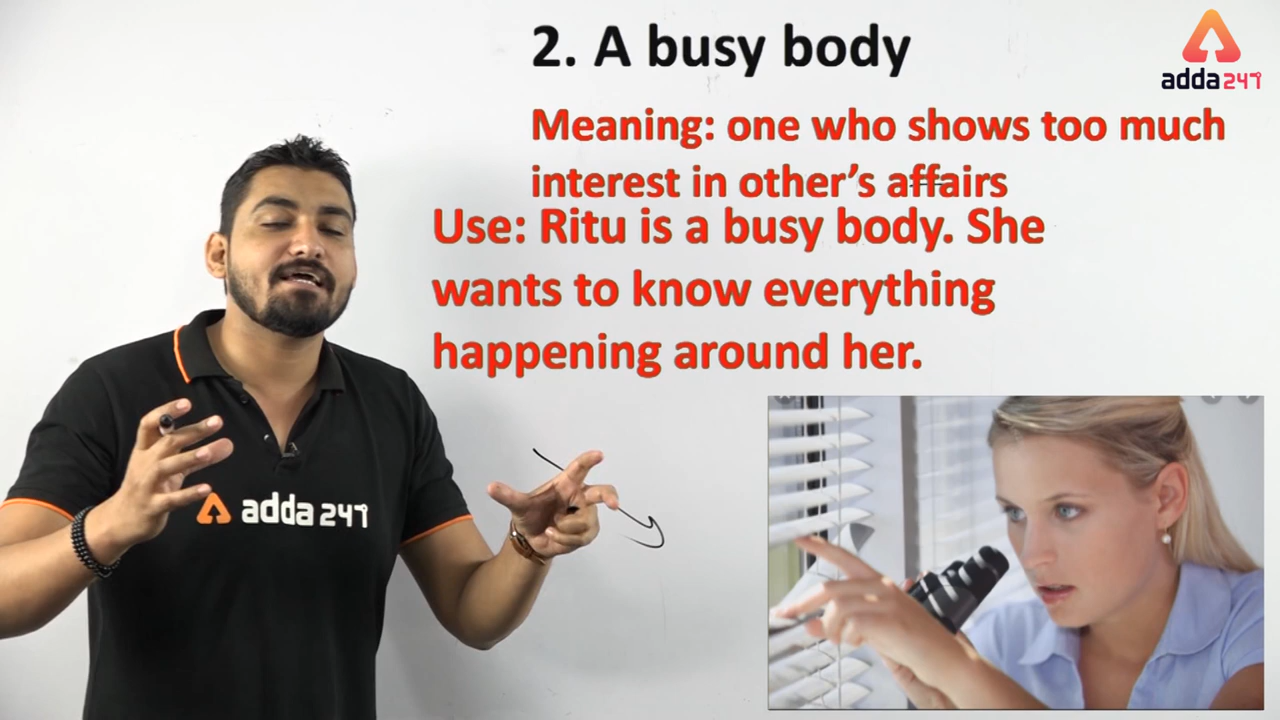 2. A busy body
adda247
Meaning: one who shows too much
interest in other's affairs
Use: Ritu is a busy body. She
wants to know everything
happening around her.
adda247